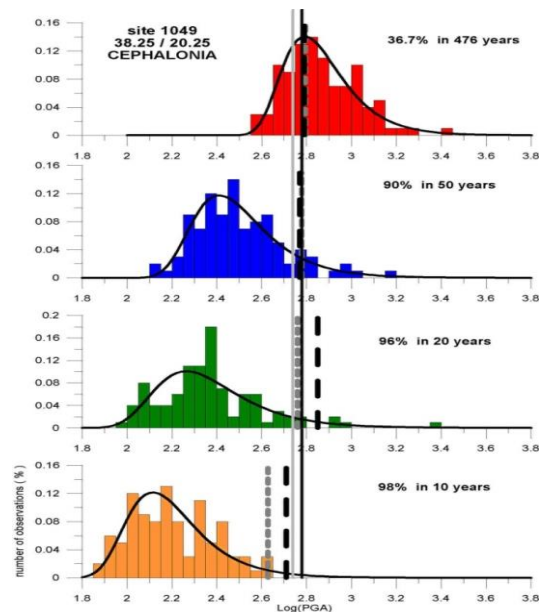 site 1049
38.25 / 20.25
CEPHALONIA
36.7% in 476 years
0.16
0.12
0.08
0.04
0
1.8 2 2.2 2.4 2.6 2.8 3 3.2 3.4 3.6 3.8
90% in 50 years
0.16
0.12
0.08
0.04
0
1.8 2 2.2 2.4 2.6 2.8 3 3.2 3.4 3.6 3.8
96% in 20 years
0.2
0.16
0.12
0.08
0.04
0
1.8 2 2.2 2.4 2.6 2.8 3 3.2 3.4 3.6 3.8
98% in 10 years
number of observations ( % )
0.16
0.12
0.08
0.04
0
1.8 2 2.2 2.4 2.6 2.8 3 3.2 3.4 3.6 3.8
Log(PGA)